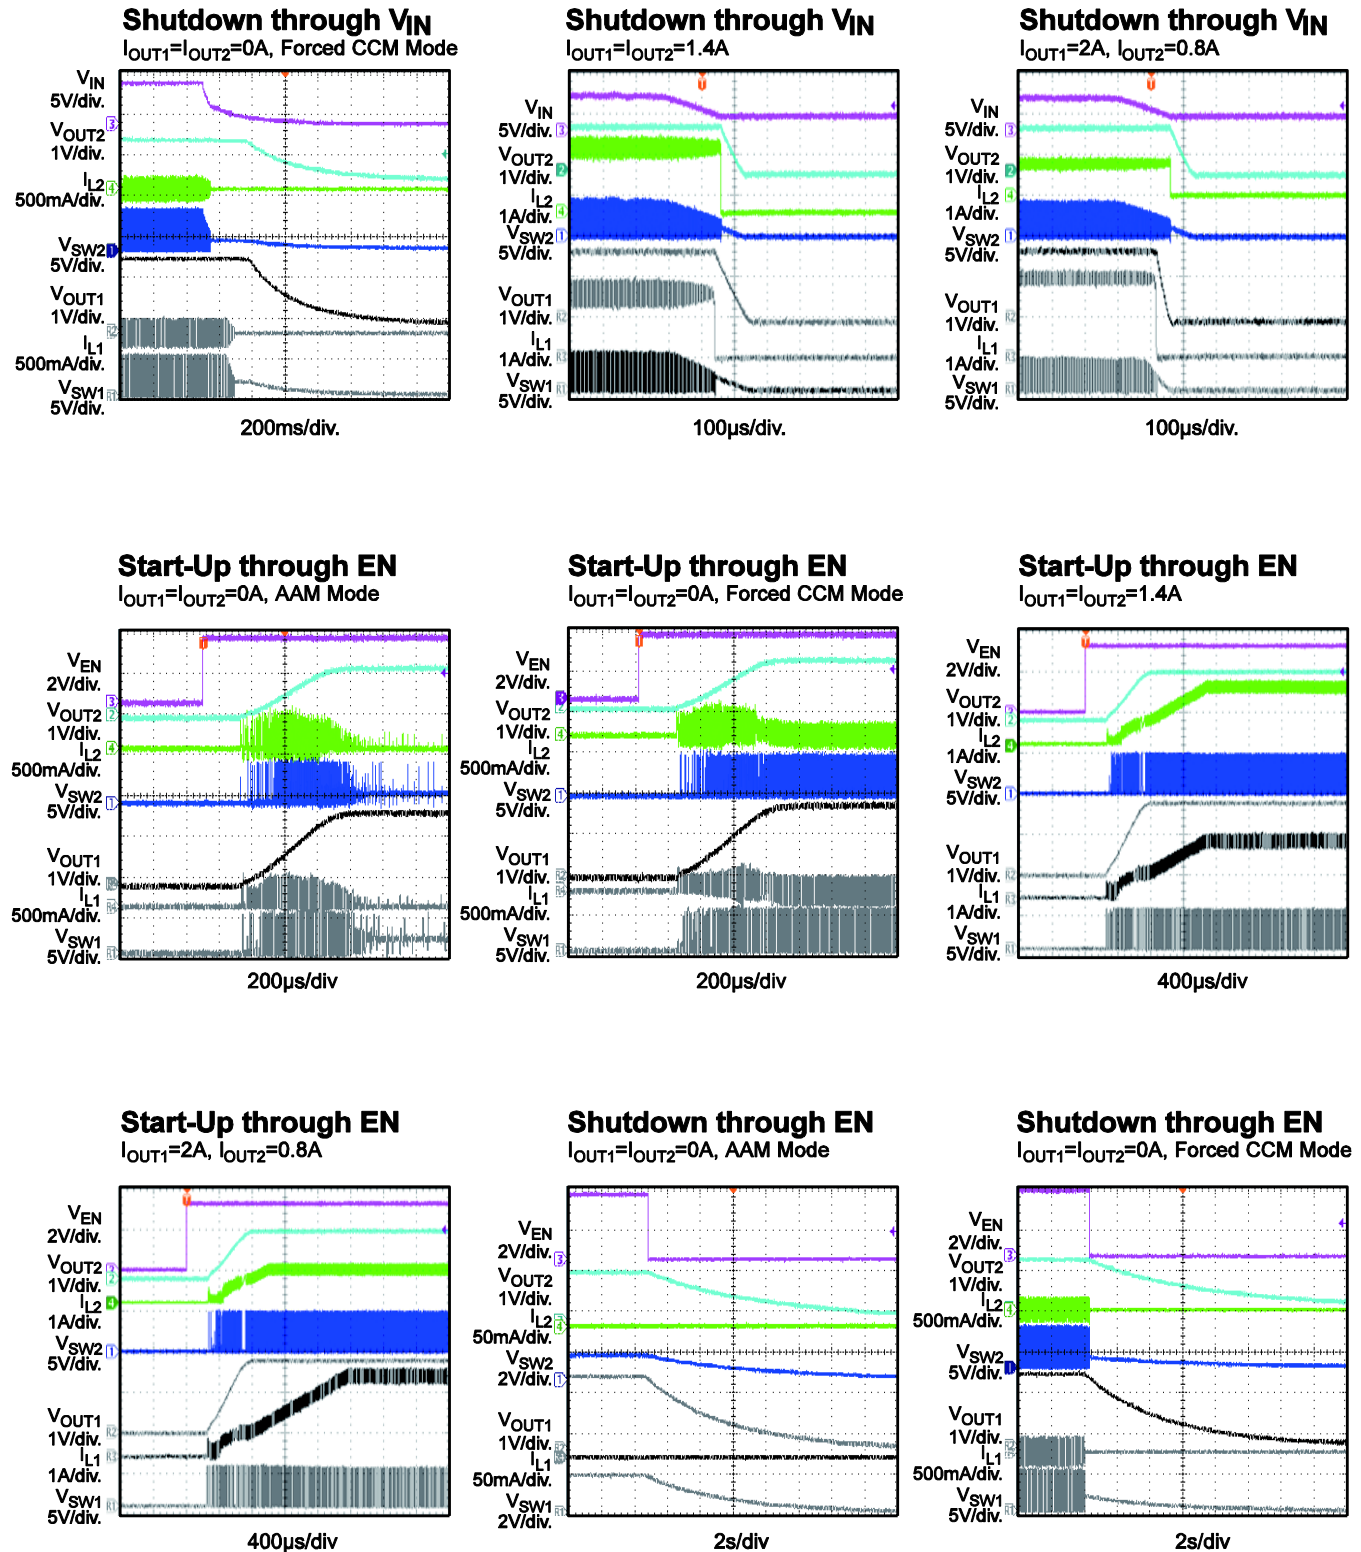 Shutdown through VIN
IOUT1=IOUT2=0A, Forced CCM Mode
VIN
5V/div.
VOUT2
1V/div.
IL2
500mA/div.
VSW2
5V/div.
VOUT1
1V/div.
IL1
500mA/div.
VSW1
5V/div.
200ms/div.
Shutdown through VIN
IOUT1=IOUT2=1.4A
VIN
5V/div.
VOUT2
1V/div.
IL2
1A/div.
VSW2
5V/div.
VOUT1
1V/div.
IL1
1A/div.
VSW1
5V/div.
100µs/div.
Shutdown through VIN
IOUT1=2A, IOUT2=0.8A
VIN
5V/div.
VOUT2
1V/div.
IL2
1A/div.
VSW2
5V/div.
VOUT1
1V/div.
IL1
1A/div.
VSW1
5V/div.
100µs/div.
Start-Up through EN
IOUT1=IOUT2=0A, AAM Mode
VEN
2V/div.
VOUT2
1V/div.
IL2
500mA/div.
VSW2
5V/div.
VOUT1
1V/div.
IL1
500mA/div.
VSW1
5V/div.
200µs/div
Start-Up through EN
IOUT1=IOUT2=0A, Forced CCM Mode
VEN
2V/div.
VOUT2
1V/div.
IL2
500mA/div.
VSW2
5V/div.
VOUT1
1V/div.
IL1
500mA/div.
VSW1
5V/div.
200µs/div
Start-Up through EN
IOUT1=IOUT2=1.4A
VEN
2V/div.
VOUT2
1V/div.
IL2
1A/div.
VSW2
5V/div.
VOUT1
1V/div.
IL1
1A/div.
VSW1
5V/div.
400µs/div
Start-Up through EN
IOUT1=2A, IOUT2=0.8A
VEN
2V/div.
VOUT2
1V/div.
IL2
1A/div.
VSW2
5V/div.
VOUT1
1V/div.
IL1
1A/div.
VSW1
5V/div.
400µs/div
Shutdown through EN
IOUT1=IOUT2=0A, AAM Mode
VEN
2V/div.
VOUT2
1V/div.
IL2
50mA/div.
VSW2
2V/div.
VOUT1
1V/div.
IL1
50mA/div.
VSW1
2V/div.
2s/div
Shutdown through EN
IOUT1=IOUT2=0A, Forced CCM Mode
VEN
2V/div.
VOUT2
1V/div.
IL2
500mA/div.
VSW2
5V/div.
VOUT1
1V/div.
IL1
500mA/div.
VSW1
5V/div.
2s/div